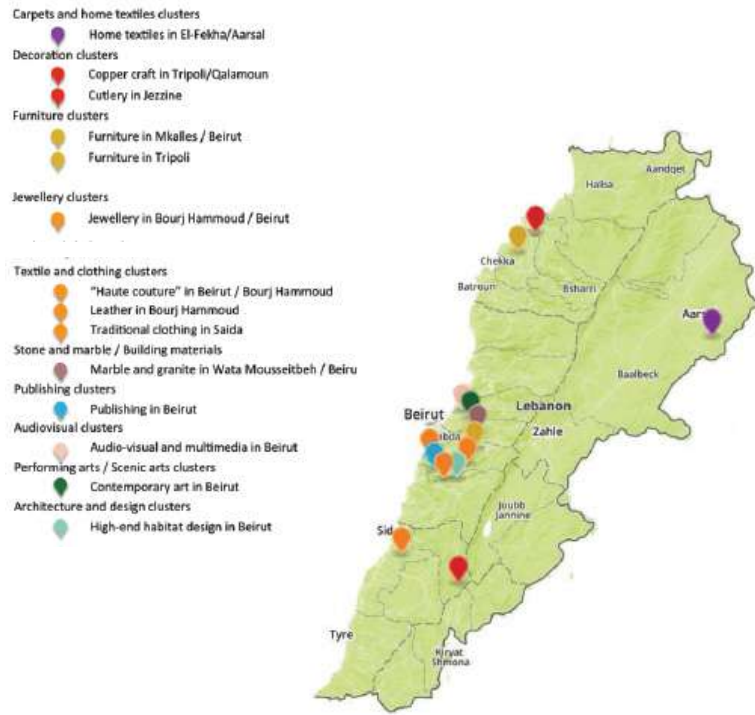 Carpets and home textiles clusters
Home textiles in El-Fekha/Aarsal
Decoration clusters
Copper craft in Tripoli/Qalamoun
Cutlery in Jezzine
Furniture clusters
Furniture in Mkalles / Beirut
Furniture in Tripoli
Jewellery clusters
Jewellery in Bourj Hammoud / Beirut
Textile and clothing clusters
"Haute couture" in Beirut / Bourj Hammoud
Leather in Bourj Hammoud
Traditional clothing in Saida
Stone and marble / Building materials
Marble and granite in Wata Mousseitbeh / Beiru
Publishing clusters
Publishing in Beirut
Audiovisual clusters
Audio-visual and multimedia in Beirut
Performing arts / Scenic arts clusters
Contemporary art in Beirut
Architecture and design clusters
High-end habitat design in Beirut
Aandqet
Halba
Chekka
Batroun
Bsharri
Aars
Baalbeck
Beirut
Lebanon
Zahle
abda
Joubb
Jannine
Sid
Tyre
Kiryat
Shmona